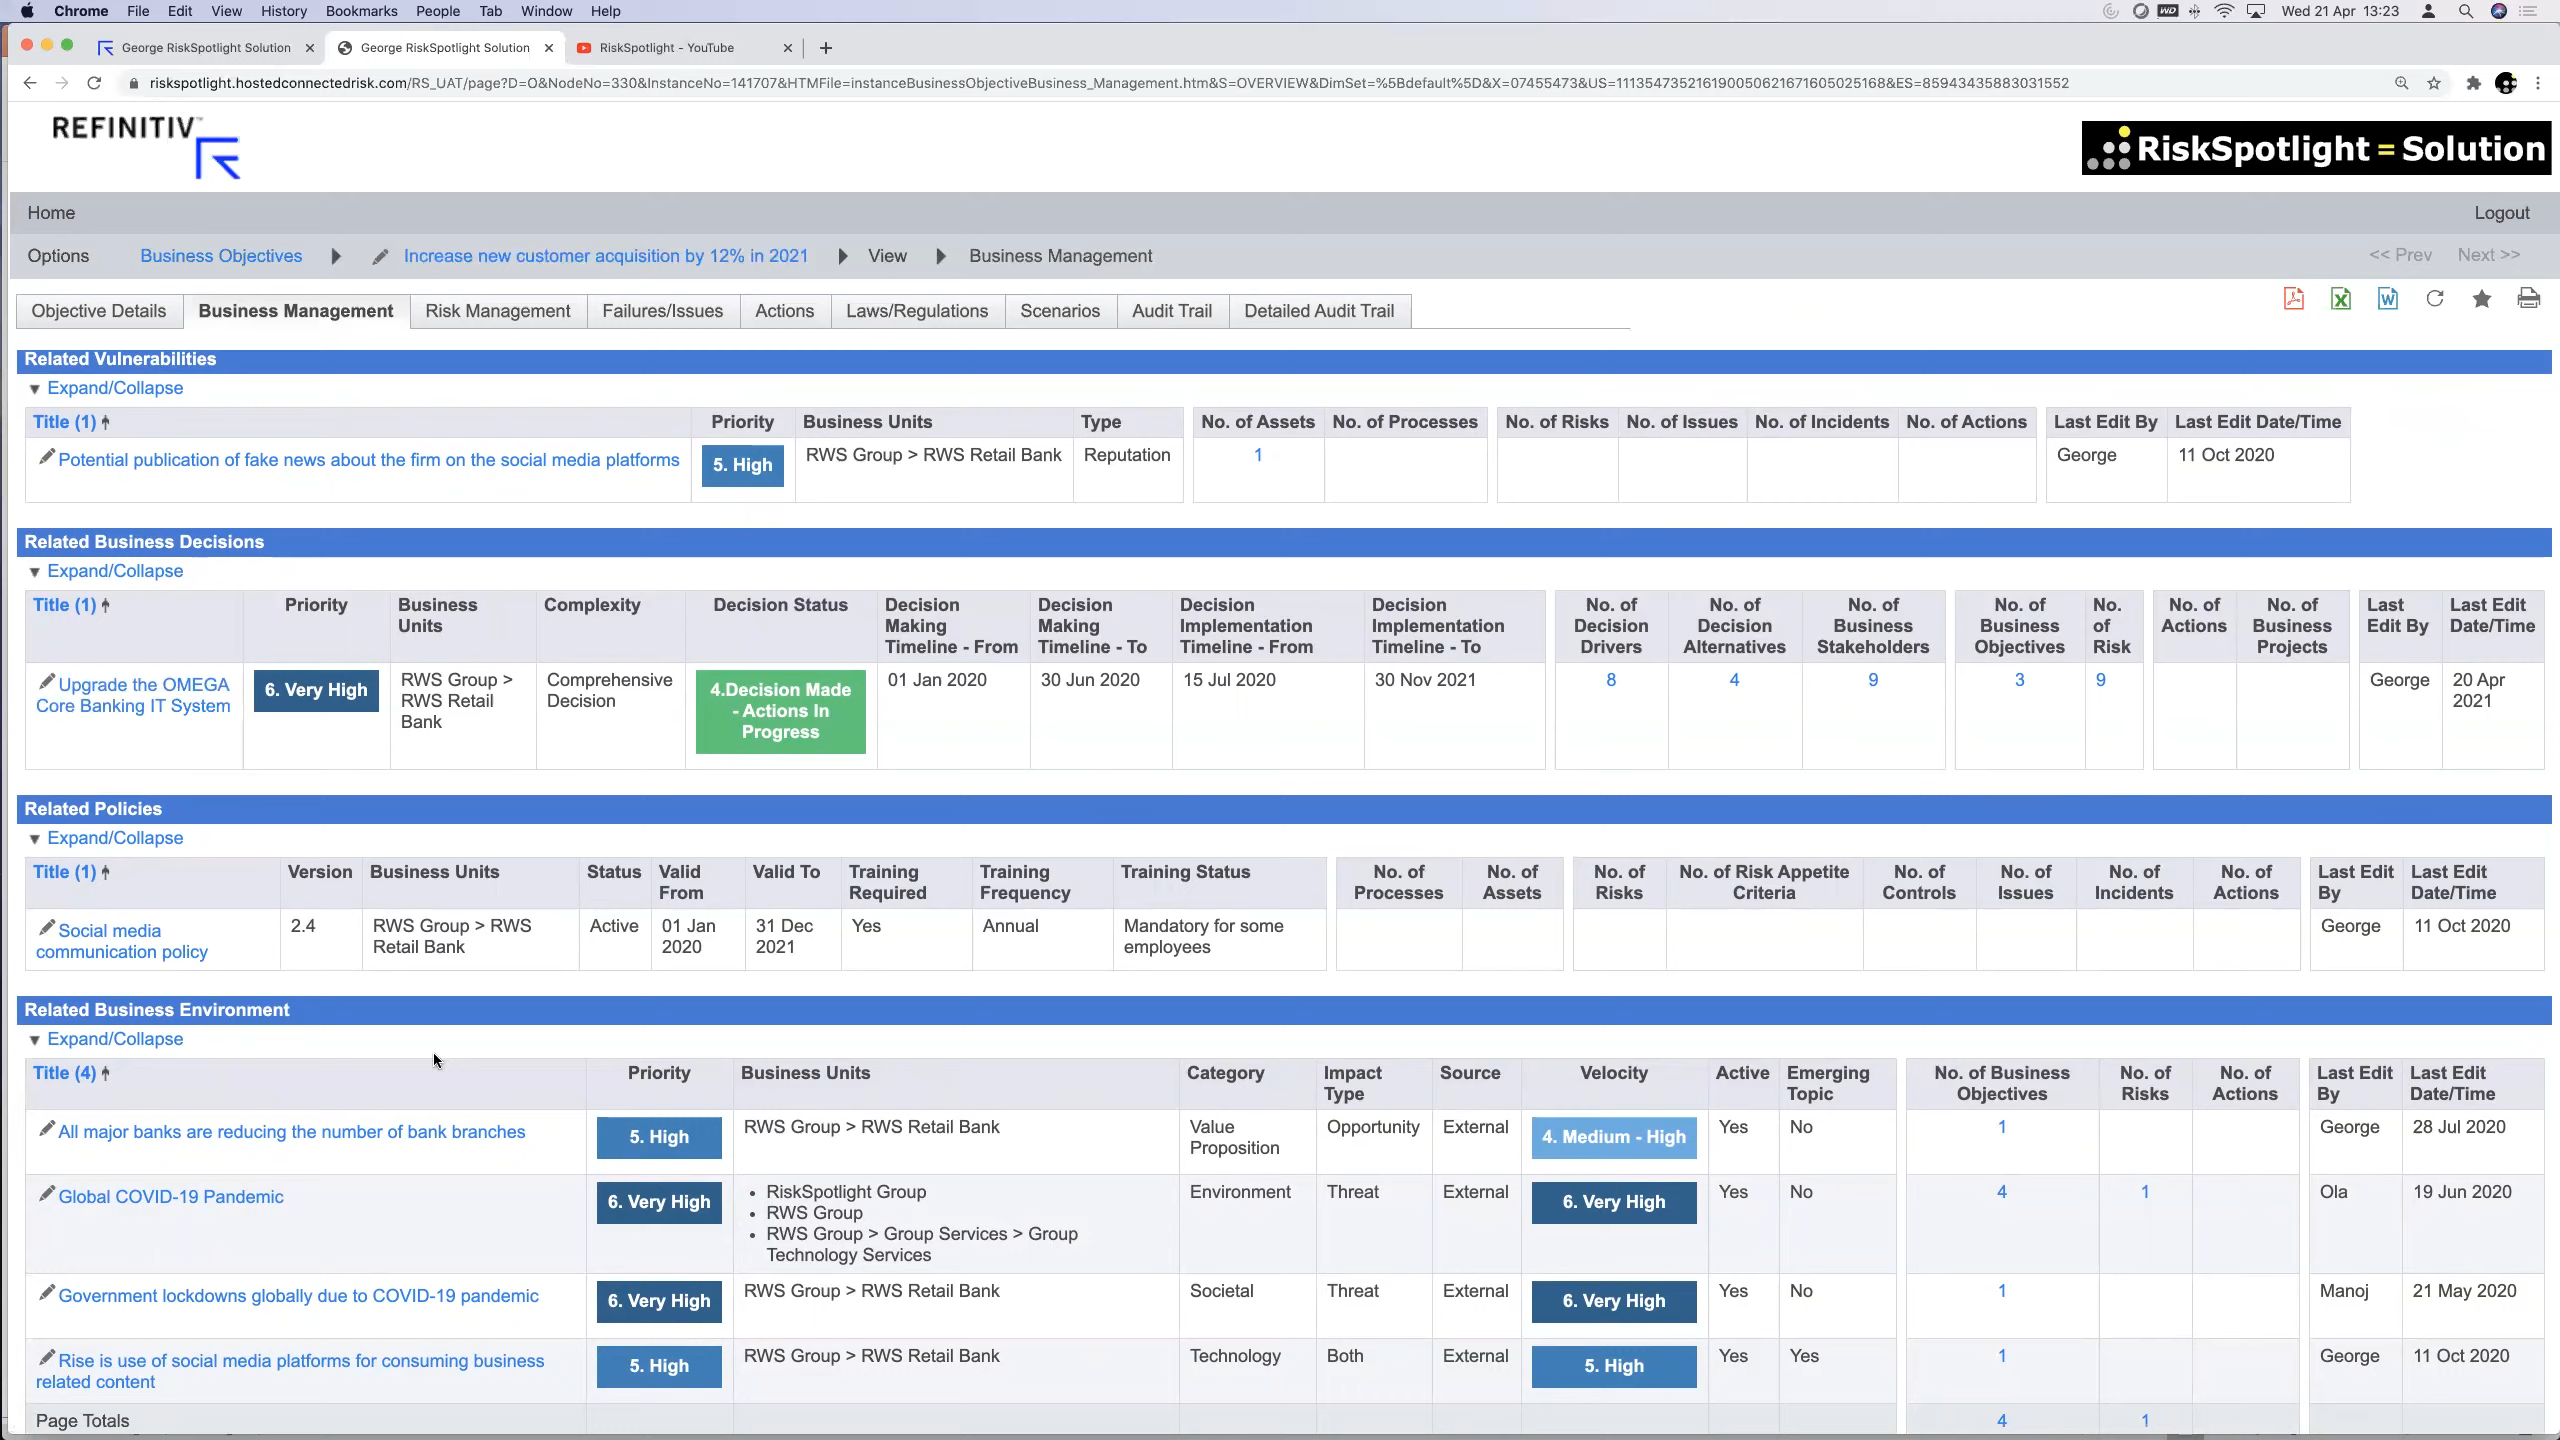 Chrome File Edit View History Bookmarks People Tab Window Help Wed 21 Apr 13:23
George RiskSpotlight Solution George RiskSpotlight Solution RiskSpotlight - YouTube
riskspotlight.hostedconnectedrisk.com/RS_UAT/page?D=O&NodeNo=330&InstanceNo=141707&HTMFile=instanceBusinessObjectiveBusiness_Management.htm&S=OVERVIEW&DimSet=%5Bdefault%5D&X=07455473&US=111354735216190050621671605025168&ES=85943435883031552
REFINITIV
RiskSpotlight = Solution
Home Logout
Options Business Objectives Increase new customer acquisition by 12% in 2021 View Business Management << Prev Next >>
Objective Details Business Management Risk Management Failures/Issues Actions Laws/Regulations Scenarios Audit Trail Detailed Audit Trail
Related Vulnerabilities
Expand/Collapse
Title (1) Priority Business Units Type No. of Assets No. of Processes No. of Risks No. of Issues No. of Incidents No. of Actions Last Edit By Last Edit Date/Time
Potential publication of fake news about the firm on the social media platforms 5. High RWS Group > RWS Retail Bank Reputation 1 George 11 Oct 2020
Related Business Decisions
Expand/Collapse
Title (1) Priority Business Complexity Decision Status Decision Decision Decision Decision No. of No. of No. of No. of No. No. of No. of Last Last Edit
Units Making Making Implementation Implementation Decision Decision Business Business of Actions Business Edit By Date/Time
Timeline - From Timeline - To Timeline - From Timeline - To Drivers Alternatives Stakeholders Objectives Risk Projects
Upgrade the OMEGA 6. Very High RWS Group > Comprehensive 4.Decision Made 01 Jan 2020 30 Jun 2020 15 Jul 2020 30 Nov 2021 8 4 9 3 9 George 20 Apr
Core Banking IT System RWS Retail Decision - Actions In 2021
Bank Progress
Related Policies
Expand/Collapse
Title (1) Version Business Units Status Valid Valid To Training Training Training Status No. of No. of No. of No. of Risk Appetite No. of No. of No. of No. of Last Edit Last Edit
From Required Frequency Processes Assets Risks Criteria Controls Issues Incidents Actions By Date/Time
Social media 2.4 RWS Group > RWS Active 01 Jan 31 Dec Yes Annual Mandatory for some George 11 Oct 2020
communication policy Retail Bank 2020 2021 employees
Related Business Environment
Expand/Collapse
Title (4) Priority Business Units Category Impact Source Velocity Active Emerging No. of Business No. of No. of Last Edit Last Edit
Type Topic Objectives Risks Actions By Date/Time
All major banks are reducing the number of bank branches 5. High RWS Group > RWS Retail Bank Value Opportunity External 4. Medium - High Yes No 1 George 28 Jul 2020
Proposition
Global COVID-19 Pandemic 6. Very High • RiskSpotlight Group Environment Threat External 6. Very High Yes No 4 1 Ola 19 Jun 2020
• RWS Group
• RWS Group > Group Services > Group
Technology Services
Government lockdowns globally due to COVID-19 pandemic 6. Very High RWS Group > RWS Retail Bank Societal Threat External 6. Very High Yes No 1 Manoj 21 May 2020
Rise is use of social media platforms for consuming business 5. High RWS Group > RWS Retail Bank Technology Both External 5. High Yes Yes 1 George 11 Oct 2020
related content
Page Totals 4 1